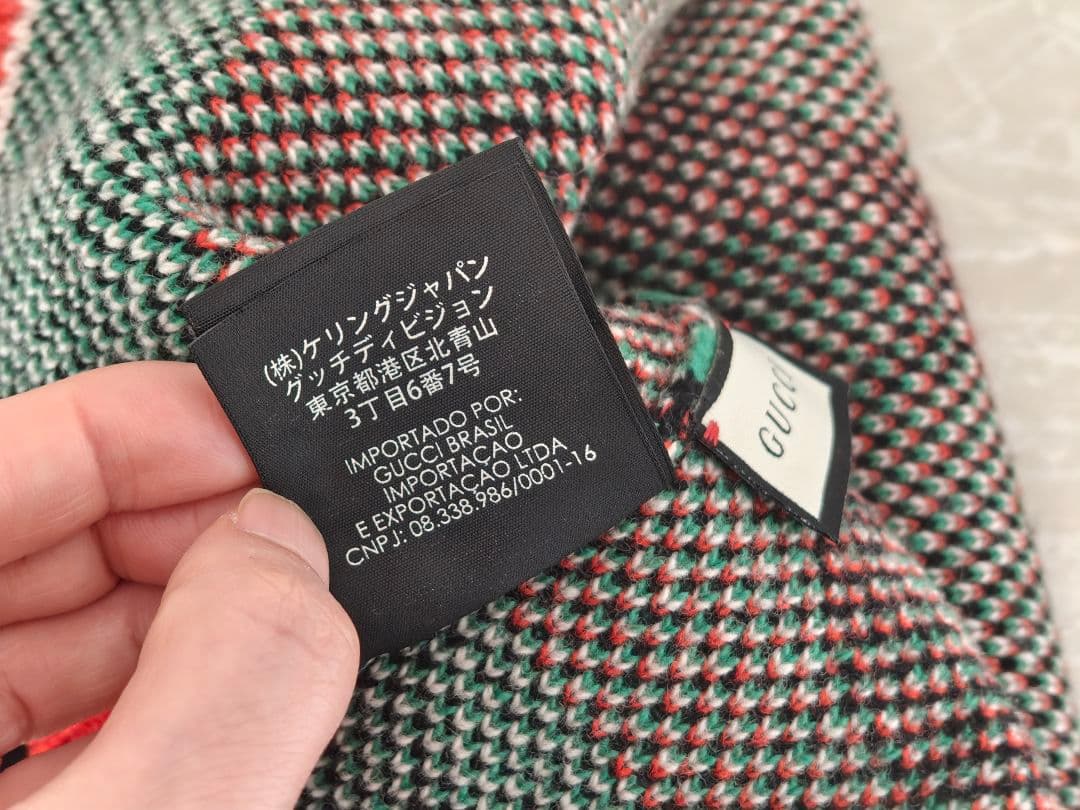 (株)ケリングジャパン
グッチディビジョン
東京都港区北青山
3丁目6番7号
IMPORTADO POR:
GUCCI BRASIL
IMPORTAÇAO
E EXPORTAÇAO LTDA
CNPJ: 08.338.986/0001-16
GUCCI